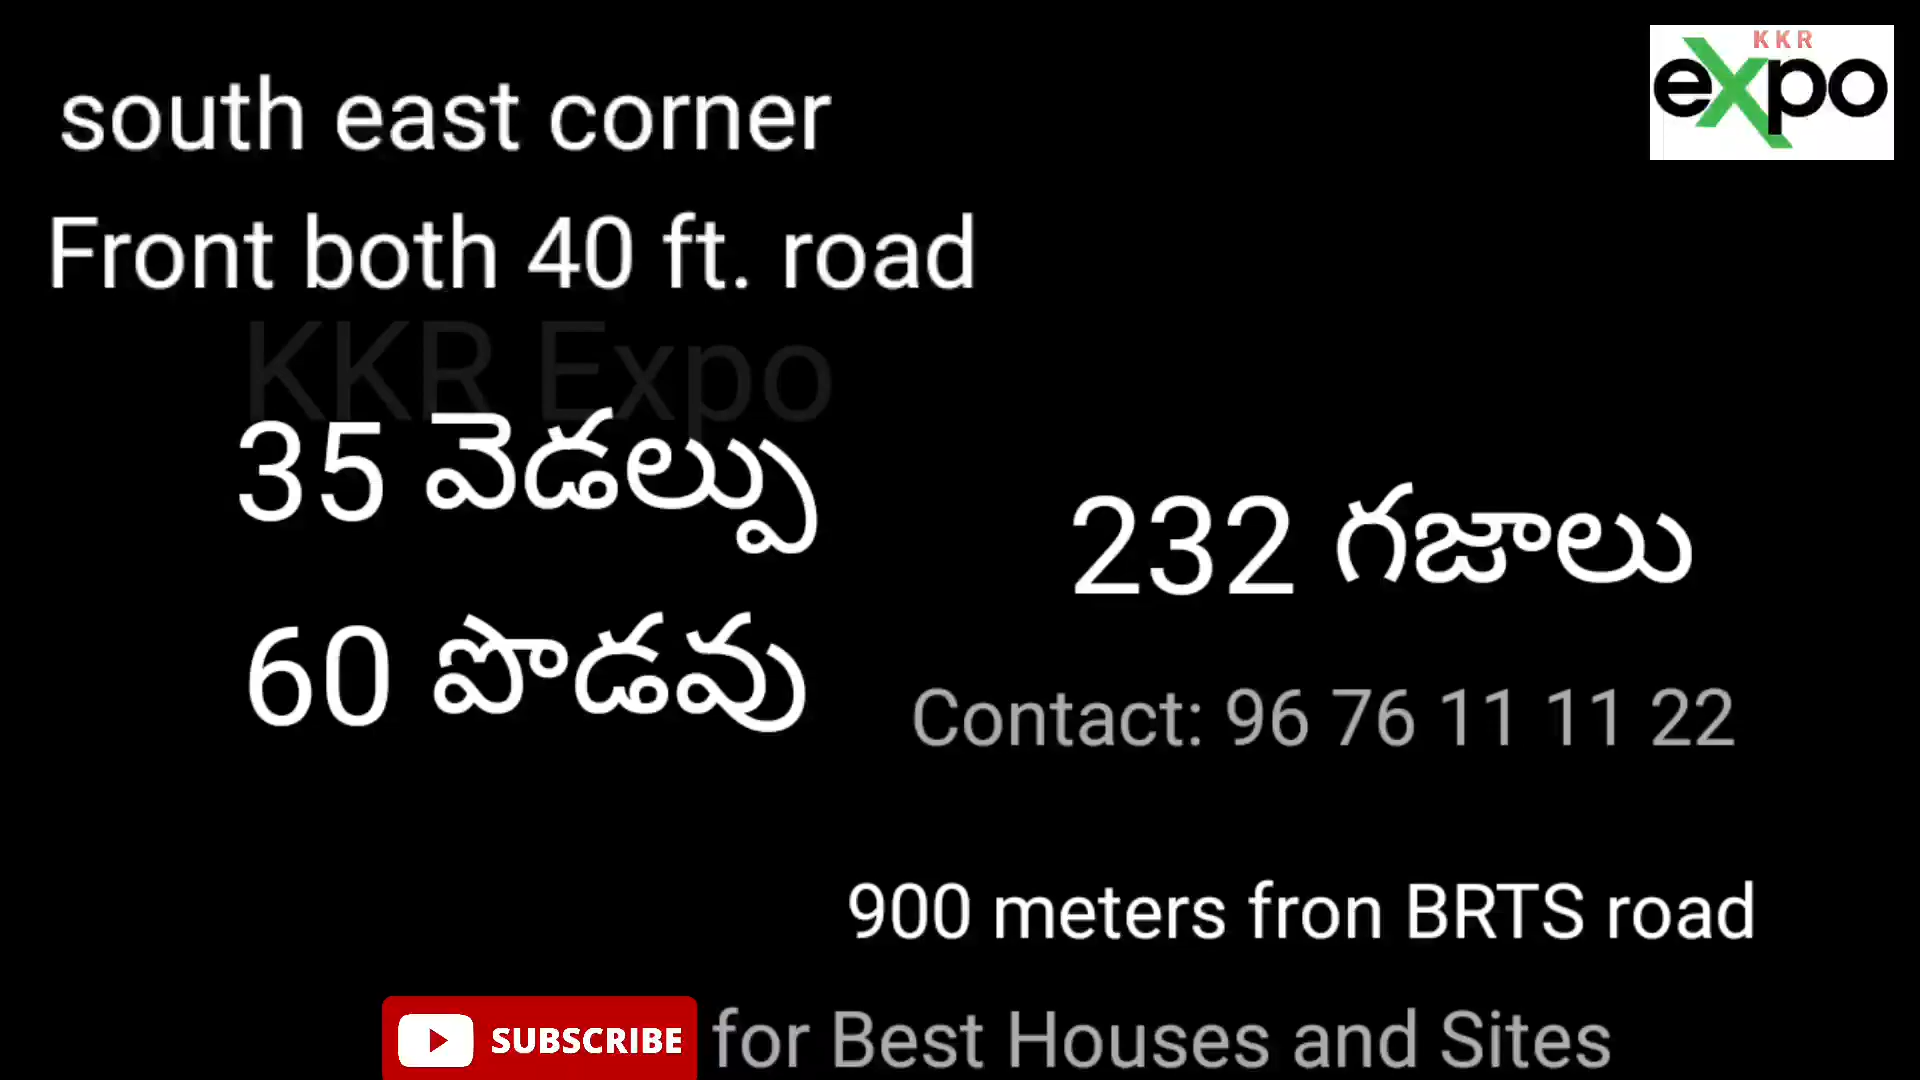 KKR
expo
south east corner
Front both 40 ft. road
KKR Expo
35 వెడల్పు
232 గజాలు
60 పొడవు
Contact: 96 76 11 11 22
900 meters fron BRTS road
SUBSCRIBE for Best Houses and Sites